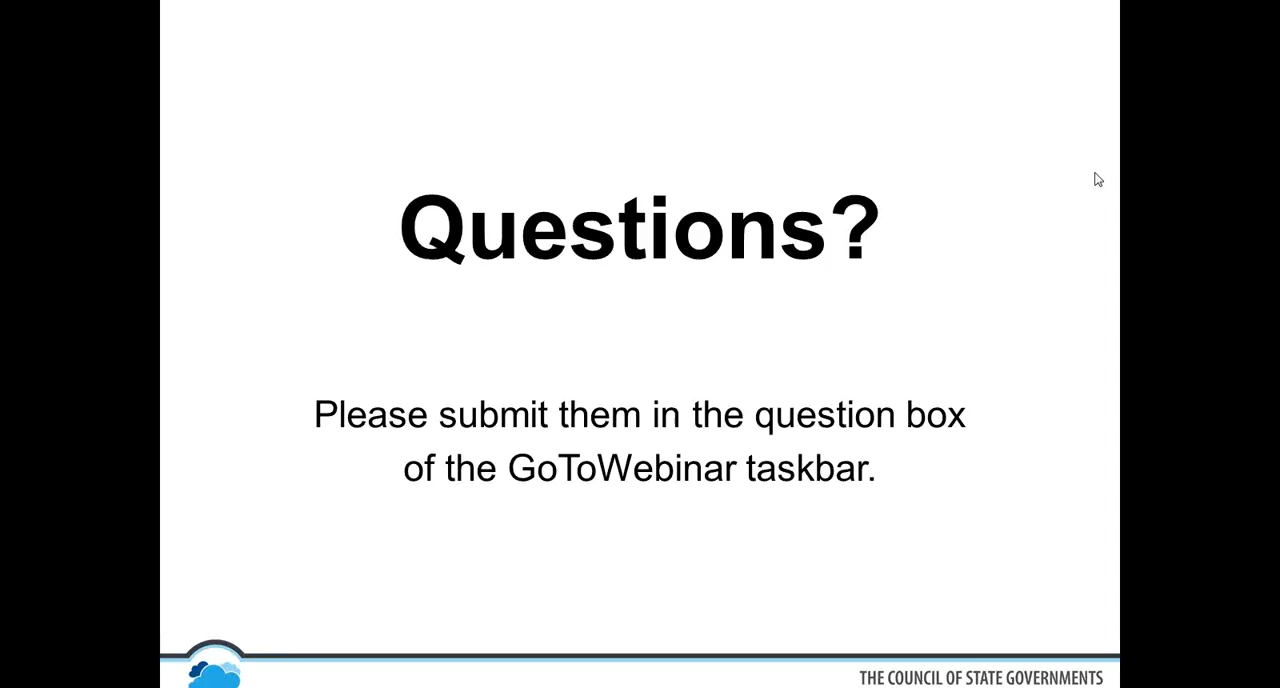 Questions?
Please submit them in the question box
of the GoToWebinar taskbar.
THE COUNCIL OF STATE GOVERNMENTS